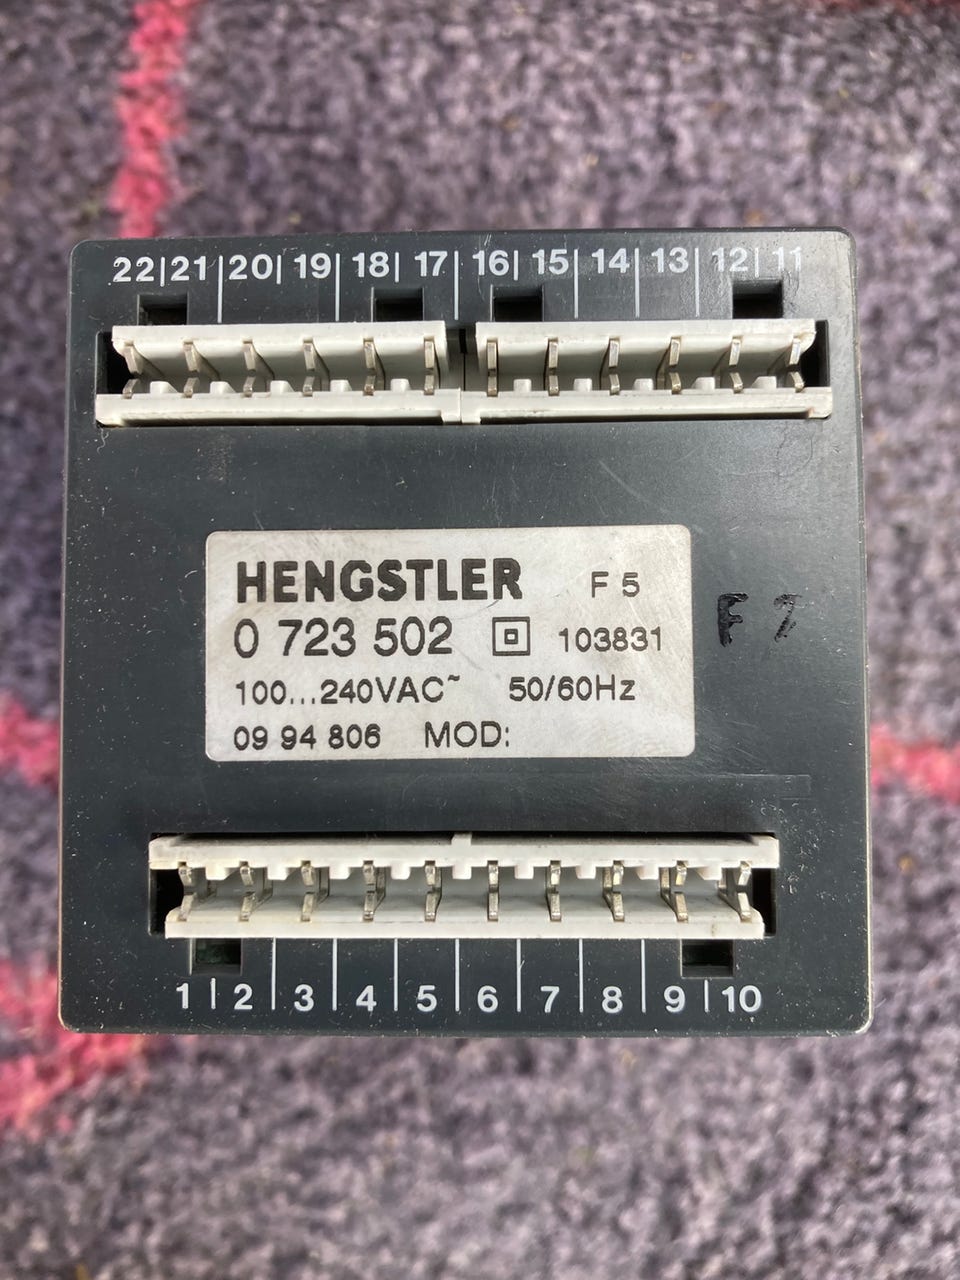 22 21 20 19 18 17 16 15 14 13 12 11
HENGSTLER F 5
0 723 502 103831
100...240VAC~ 50/60Hz
09 94 806 MOD:
1 2 3 4 5 6 7 8 9 10